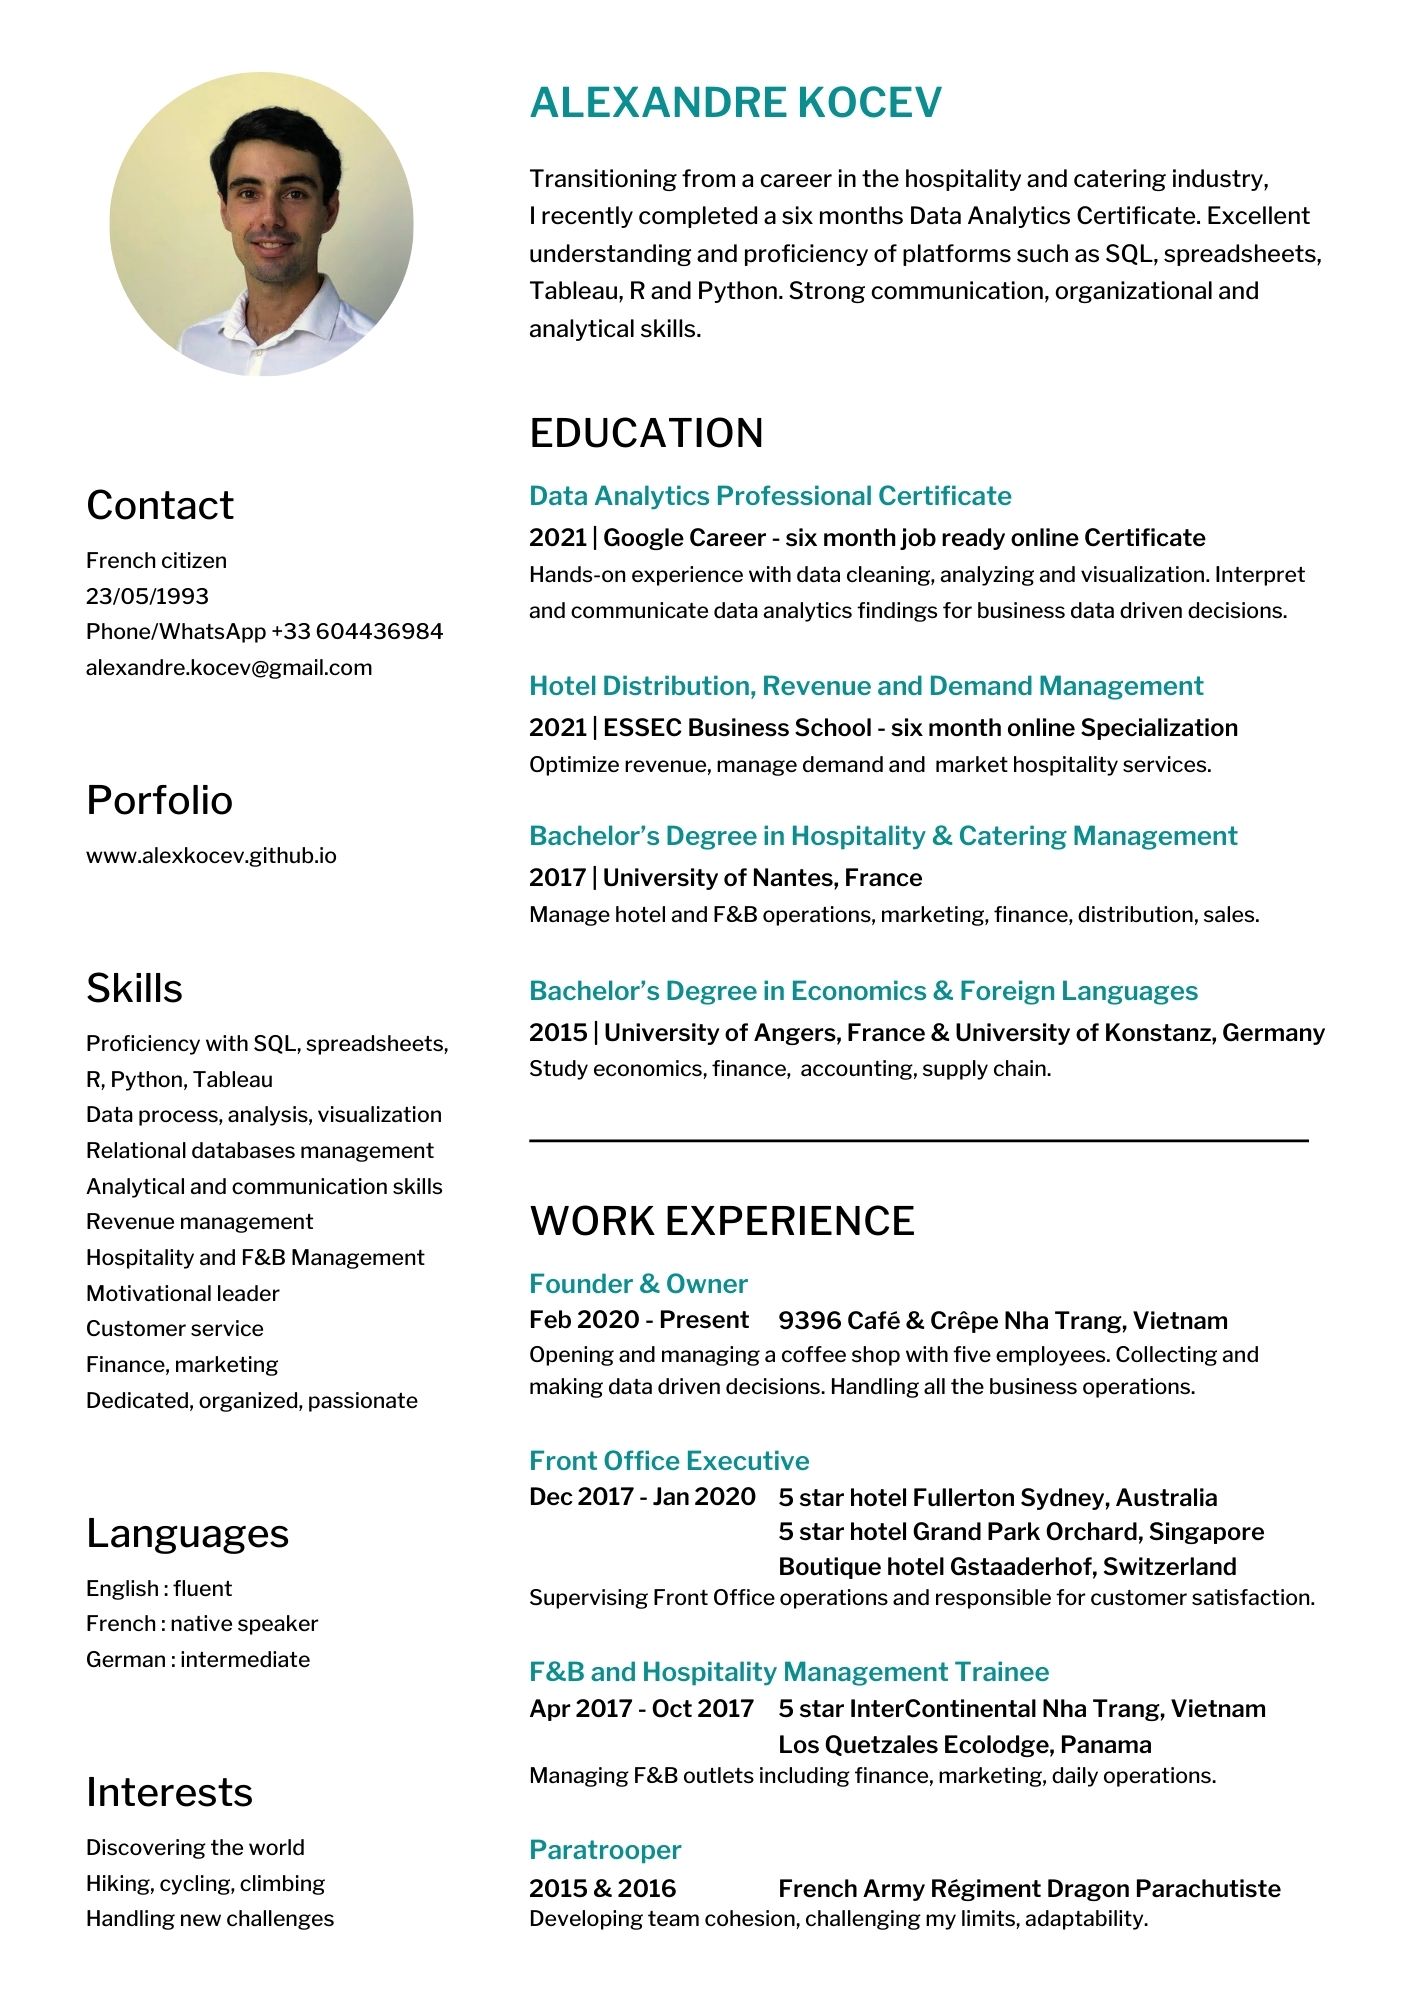 ALEXANDRE KOCEV
Transitioning from a career in the hospitality and catering industry,
I recently completed a six months Data Analytics Certificate. Excellent
understanding and proficiency of platforms such as SQL, spreadsheets,
Tableau, R and Python. Strong communication, organizational and
analytical skills.
Contact
French citizen
23/05/1993
Phone/WhatsApp +33 604436984
alexandre.kocev@gmail.com
Porfolio
www.alexkocev.github.io
Skills
Proficiency with SQL, spreadsheets,
R, Python, Tableau
Data process, analysis, visualization
Relational databases management
Analytical and communication skills
Revenue management
Hospitality and F&B Management
Motivational leader
Customer service
Finance, marketing
Dedicated, organized, passionate
Languages
English : fluent
French : native speaker
German : intermediate
Interests
Discovering the world
Hiking, cycling, climbing
Handling new challenges
EDUCATION
Data Analytics Professional Certificate
2021 | Google Career - six month job ready online Certificate
Hands-on experience with data cleaning, analyzing and visualization. Interpret
and communicate data analytics findings for business data driven decisions.
Hotel Distribution, Revenue and Demand Management
2021 | ESSEC Business School - six month online Specialization
Optimize revenue, manage demand and  market hospitality services.
Bachelor’s Degree in Hospitality & Catering Management
2017 | University of Nantes, France
Manage hotel and F&B operations, marketing, finance, distribution, sales.
Bachelor’s Degree in Economics & Foreign Languages
2015 | University of Angers, France & University of Konstanz, Germany
Study economics, finance,  accounting, supply chain.
WORK EXPERIENCE
Founder & Owner
Feb 2020 - Present 9396 Café & Crêpe Nha Trang, Vietnam
Opening and managing a coffee shop with five employees. Collecting and
making data driven decisions. Handling all the business operations.
Front Office Executive
Dec 2017 - Jan 2020 5 star hotel Fullerton Sydney, Australia
5 star hotel Grand Park Orchard, Singapore
Boutique hotel Gstaaderhof, Switzerland
Supervising Front Office operations and responsible for customer satisfaction.
F&B and Hospitality Management Trainee
Apr 2017 - Oct 2017 5 star InterContinental Nha Trang, Vietnam
Los Quetzales Ecolodge, Panama
Managing F&B outlets including finance, marketing, daily operations.
Paratrooper
2015 & 2016 French Army Régiment Dragon Parachutiste
Developing team cohesion, challenging my limits, adaptability.